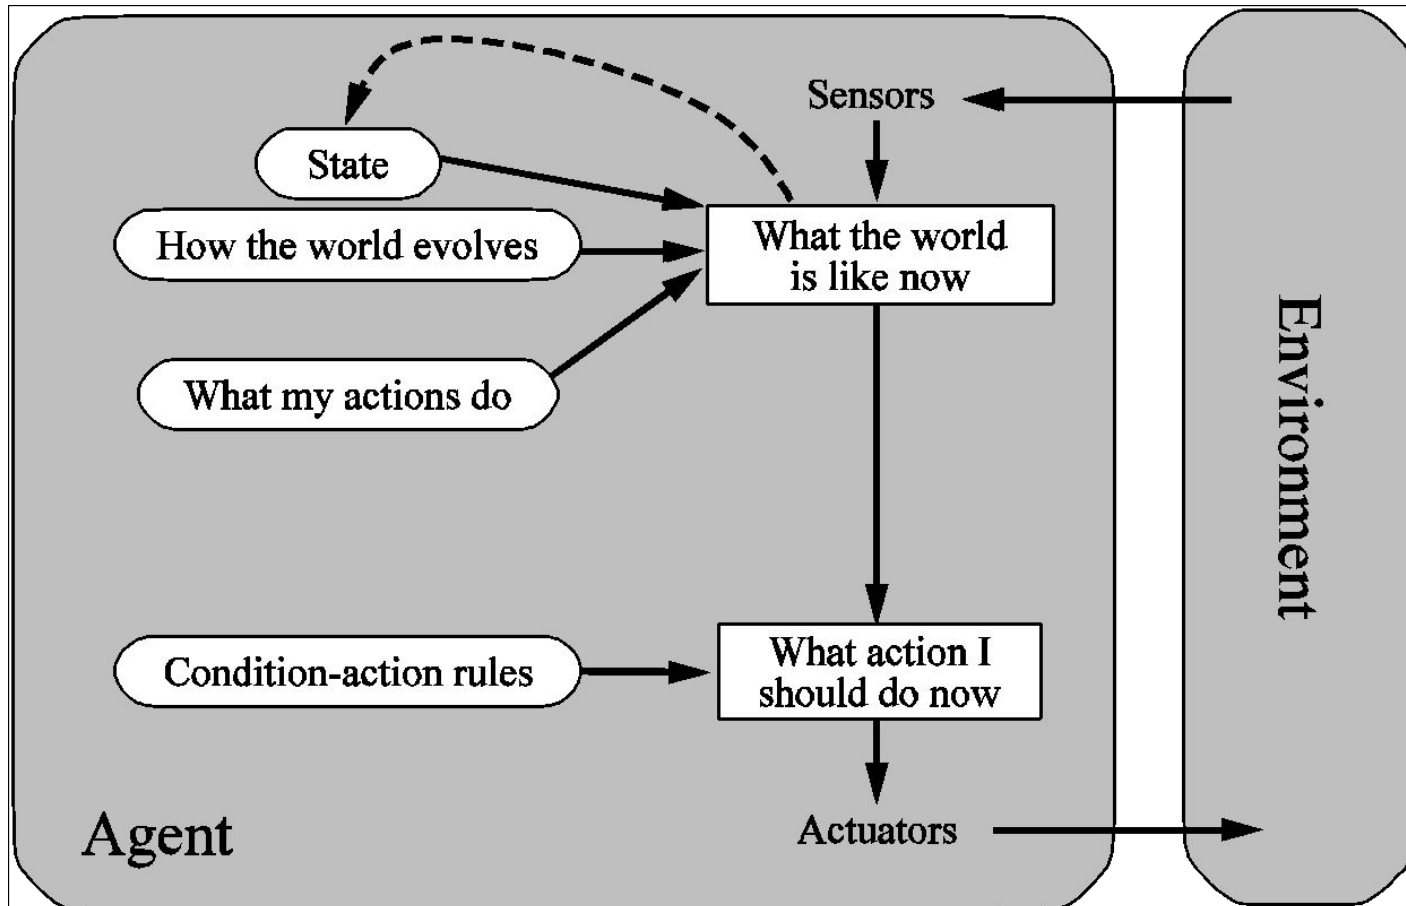 Sensors
State
How the world evolves
What the world
is like now
What my actions do
Environment
Condition-action rules
What action I
should do now
Agent
Actuators